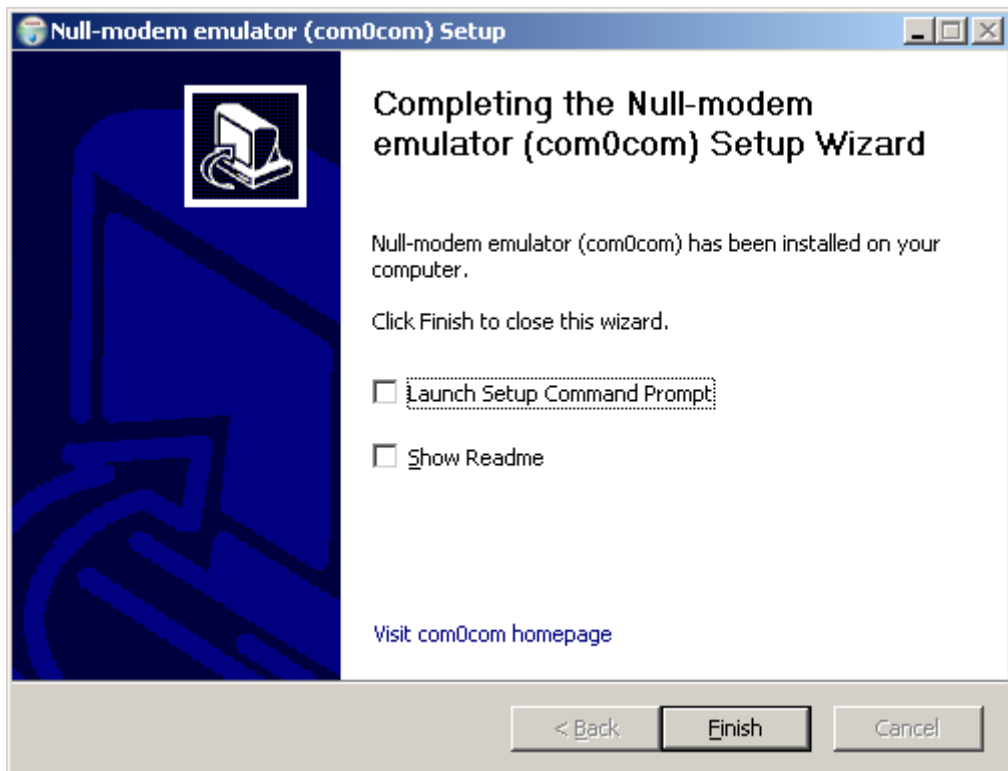 Null-modem emulator (com0com) Setup
Completing the Null-modem
emulator (com0com) Setup Wizard
Null-modem emulator (com0com) has been installed on your
computer.
Click Finish to close this wizard.
Launch Setup Command Prompt
Show Readme
Visit com0com homepage
< Back
Finish
Cancel